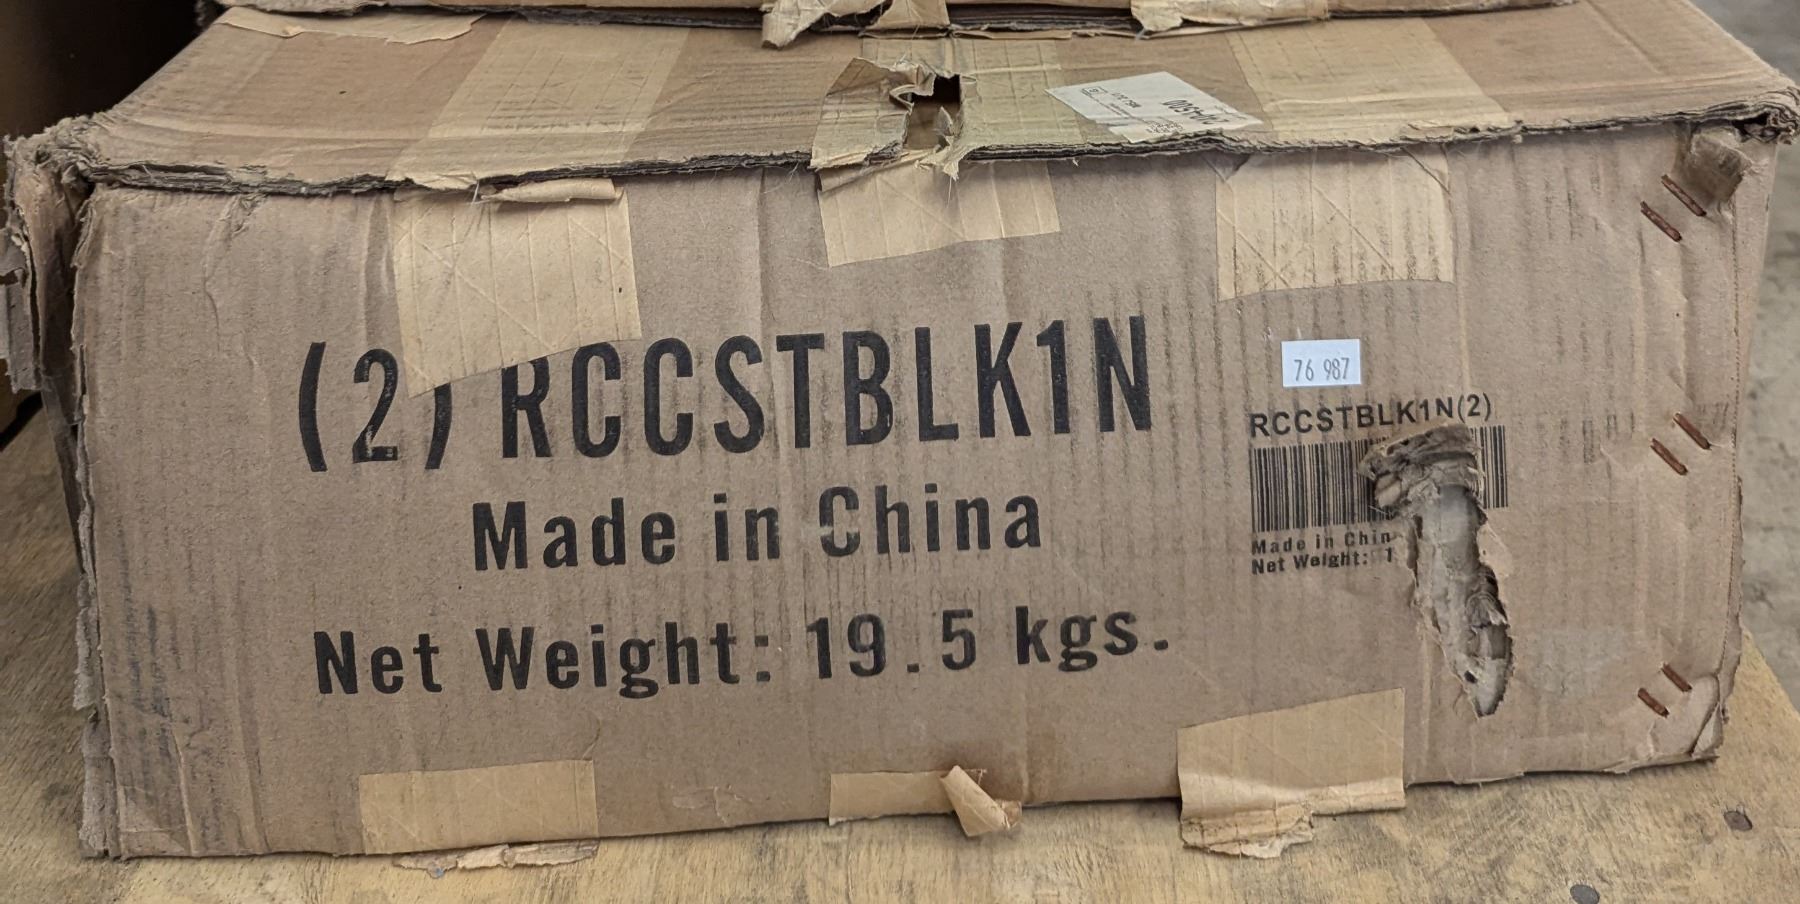 (2) RCCSTBLK1N
Made in China
Net Weight: 19.5 kgs.
76 987
RCCSTBLK1N(2)
Made in Chin
Net Weight: 1